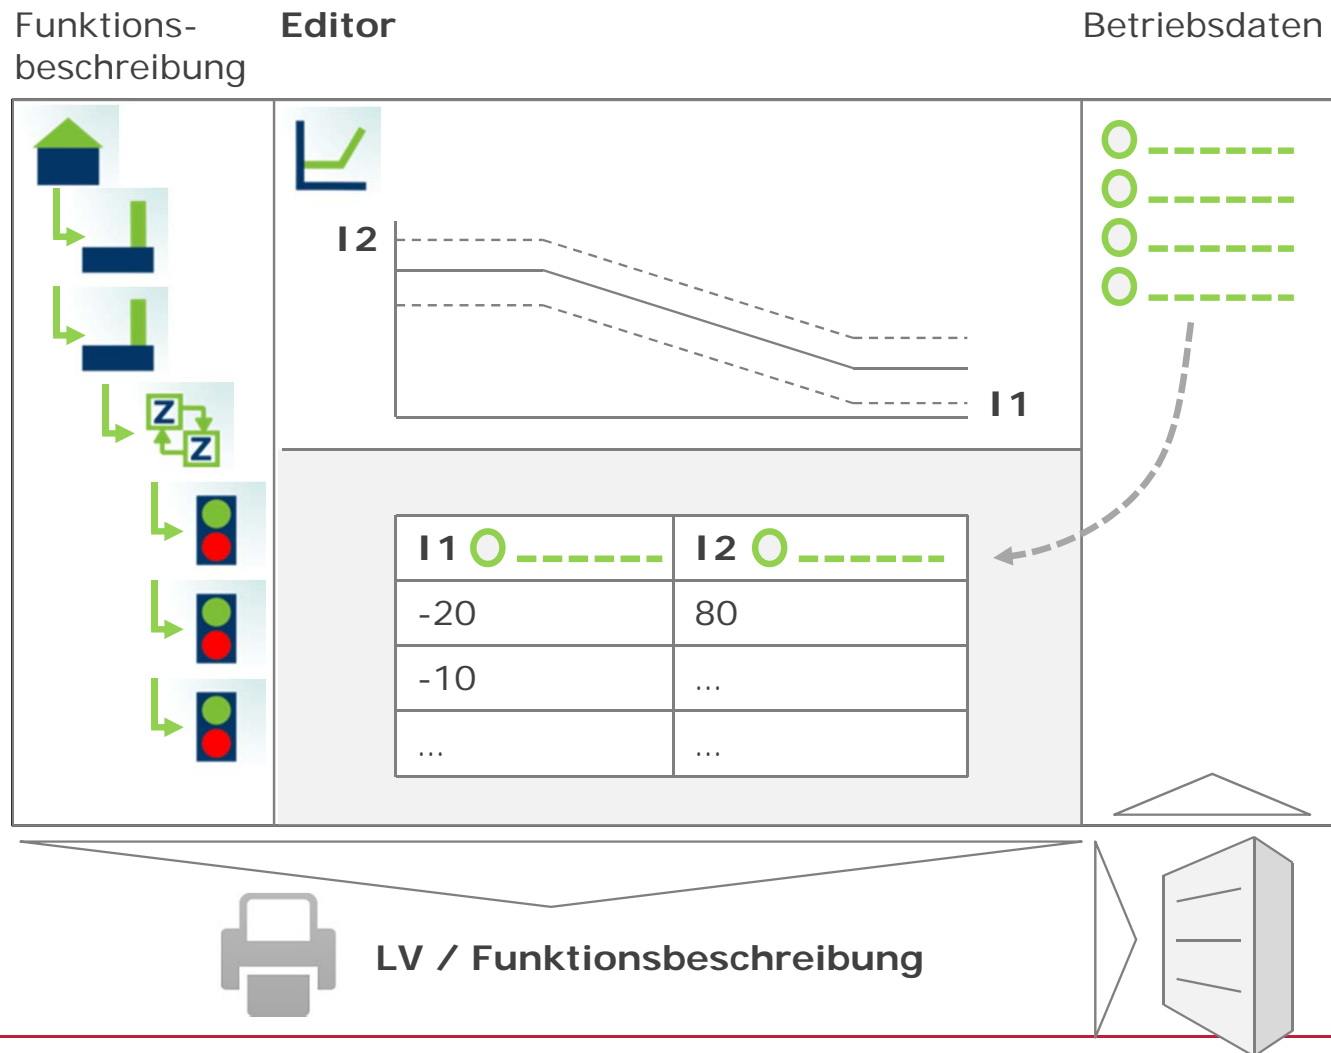 Funktions-
beschreibung
Editor
Betriebsdaten
I2
I1
Z
Z
I1
I2
-20
80
-10
...
...
...
LV / Funktionsbeschreibung